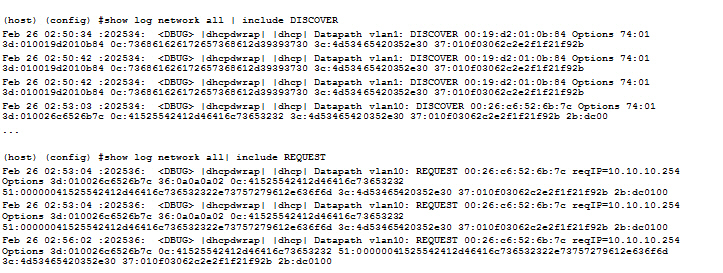 (host) (config) #show log network all | include DISCOVER
Feb 26 02:50:34 :202534:  <DBUG> |dhcpdwrap| |dhcp| Datapath vlan1: DISCOVER 00:19:d2:01:0b:84 Options 74:01
3d:010019d2010b84 0c:736861626172657368612d39393730 3c:4d53465420352e30 37:010f03062c2e2f1f21f92b
Feb 26 02:50:42 :202534:  <DBUG> |dhcpdwrap| |dhcp| Datapath vlan1: DISCOVER 00:19:d2:01:0b:84 Options 74:01
3d:010019d2010b84 0c:736861626172657368612d39393730 3c:4d53465420352e30 37:010f03062c2e2f1f21f92b
Feb 26 02:50:42 :202534:  <DBUG> |dhcpdwrap| |dhcp| Datapath vlan1: DISCOVER 00:19:d2:01:0b:84 Options 74:01
3d:010019d2010b84 0c:736861626172657368612d39393730 3c:4d53465420352e30 37:010f03062c2e2f1f21f92b
Feb 26 02:53:03 :202534:  <DBUG> |dhcpdwrap| |dhcp| Datapath vlan10: DISCOVER 00:26:c6:52:6b:7c Options 74:01
3d:010026c6526b7c 0c:41525542412d46416c73653232 3c:4d53465420352e30 37:010f03062c2e2f1f21f92b 2b:dc00
...
(host) (config) #show log network all| include REQUEST
Feb 26 02:53:04 :202536:  <DBUG> |dhcpdwrap| |dhcp| Datapath vlan10: REQUEST 00:26:c6:52:6b:7c reqIP=10.10.10.254
Options 3d:010026c6526b7c 36:0a0a0a02 0c:41525542412d46416c73653232
51:00000041525542412d46416c736532322e73757279612e636f6d 3c:4d53465420352e30 37:010f03062c2e2f1f21f92b 2b:dc0100
Feb 26 02:53:04 :202536:  <DBUG> |dhcpdwrap| |dhcp| Datapath vlan10: REQUEST 00:26:c6:52:6b:7c reqIP=10.10.10.254
Options 3d:010026c6526b7c 36:0a0a0a02 0c:41525542412d46416c73653232
51:00000041525542412d46416c736532322e73757279612e636f6d 3c:4d53465420352e30 37:010f03062c2e2f1f21f92b 2b:dc0100
Feb 26 02:56:02 :202536:  <DBUG> |dhcpdwrap| |dhcp| Datapath vlan10: REQUEST 00:26:c6:52:6b:7c reqIP=10.10.10.254
Options 3d:010026c6526b7c 0c:41525542412d46416c73653232 51:00000041525542412d46416c736532322e73757279612e636f6d
3c:4d53465420352e30 37:010f03062c2e2f1f21f92b 2b:dc0100